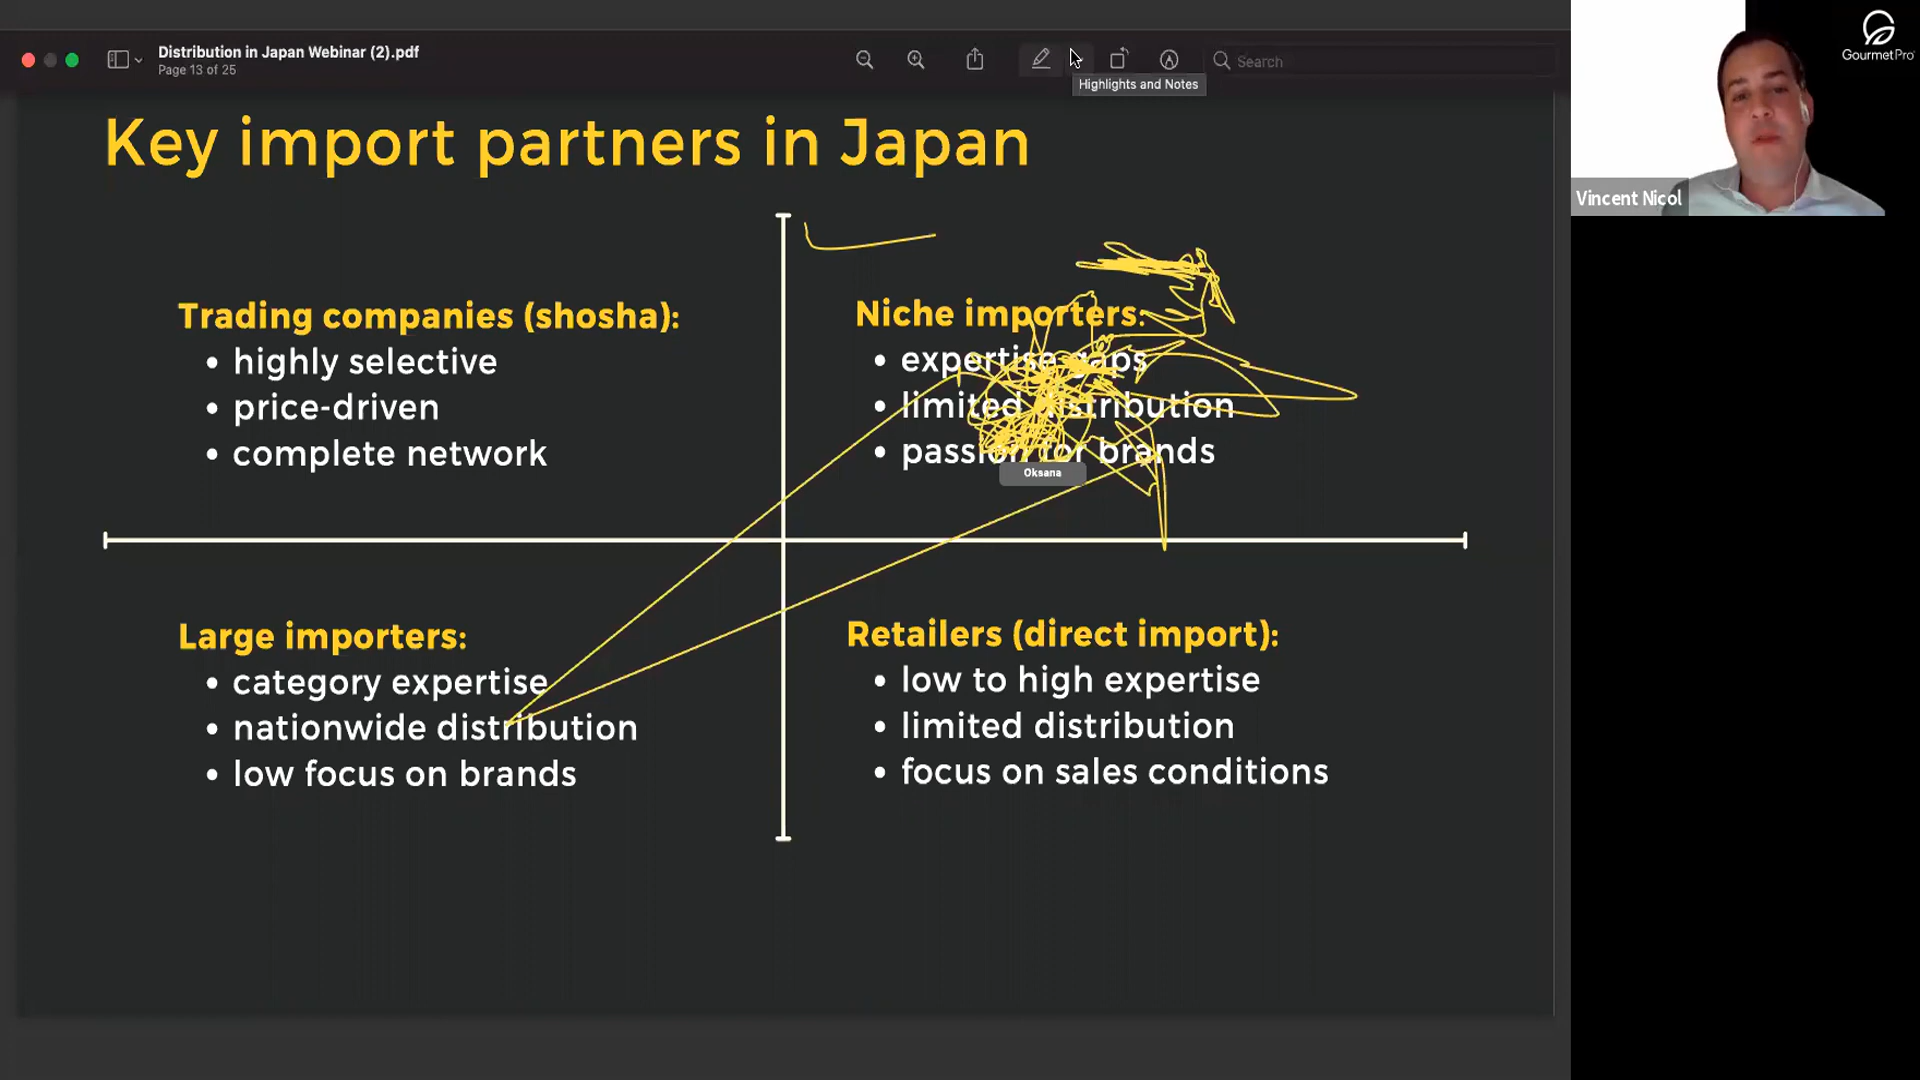 Distribution in Japan Webinar (2).pdf
Page 13 of 25
Search
Highlights and Notes
GourmetPro
Vincent Nicol
Key import partners in Japan
Trading companies (shosha):
• highly selective
• price-driven
• complete network
Niche importers:
• expertise gaps
• limited distribution
• passion for brands
Oksana
Large importers:
• category expertise
• nationwide distribution
• low focus on brands
Retailers (direct import):
• low to high expertise
• limited distribution
• focus on sales conditions